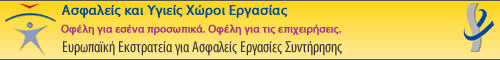 Ασφαλείς και Υγιείς Χώροι Εργασίας
Οφέλη για εσένα προσωπικά. Οφέλη για τις επιχειρήσεις.
Ευρωπαϊκή Εκστρατεία για Ασφαλείς Εργασίες Συντήρησης